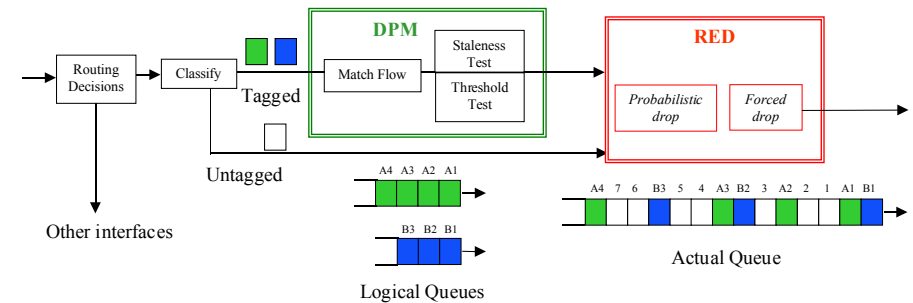 DPM
RED
Routing
Decisions
Classify
Tagged
Match Flow
Staleness
Test
Threshold
Test
Probabilistic
drop
Forced
drop
Untagged
Other interfaces
A4 A3 A2 A1
B3 B2 B1
Logical Queues
A4 7 6 B3 5 4 A3 B2 3 A2 2 1 A1 B1
Actual Queue